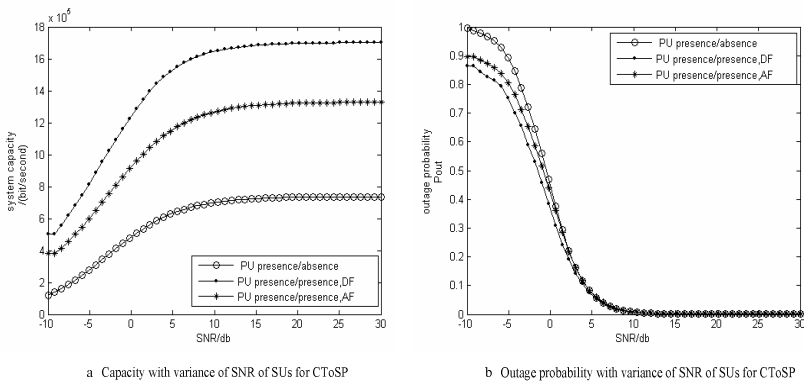 x 10^5
18
16
14
12
10
8
6
4
2
0
system capacity
/(bit/second)
-10 -5 0 5 10 15 20 25 30
SNR/db
PU presence/absence
PU presence/presence,DF
PU presence/presence,AF
a Capacity with variance of SNR of SUs for CToSP
1
0.9
0.8
0.7
0.6
0.5
0.4
0.3
0.2
0.1
0
outage probability
Pout
-10 -5 0 5 10 15 20 25 30
SNR/db
PU presence/absence
PU presence/presence,DF
PU presence/presence,AF
b Outage probability with variance of SNR of SUs for CToSP